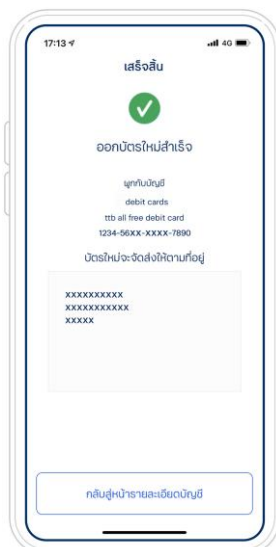 17:13
4G
เสร็จสิ้น
ออกบัตรใหม่สำเร็จ
ผูกกับบัญชี
debit cards
ttb all free debit card
1234-56XX-XXXX-7890
บัตรใหม่จะจัดส่งให้ตามที่อยู่
xxxxxxxxxx
xxxxxxxxxxx
xxxxx
กลับสู่หน้ารายละเอียดบัญชี